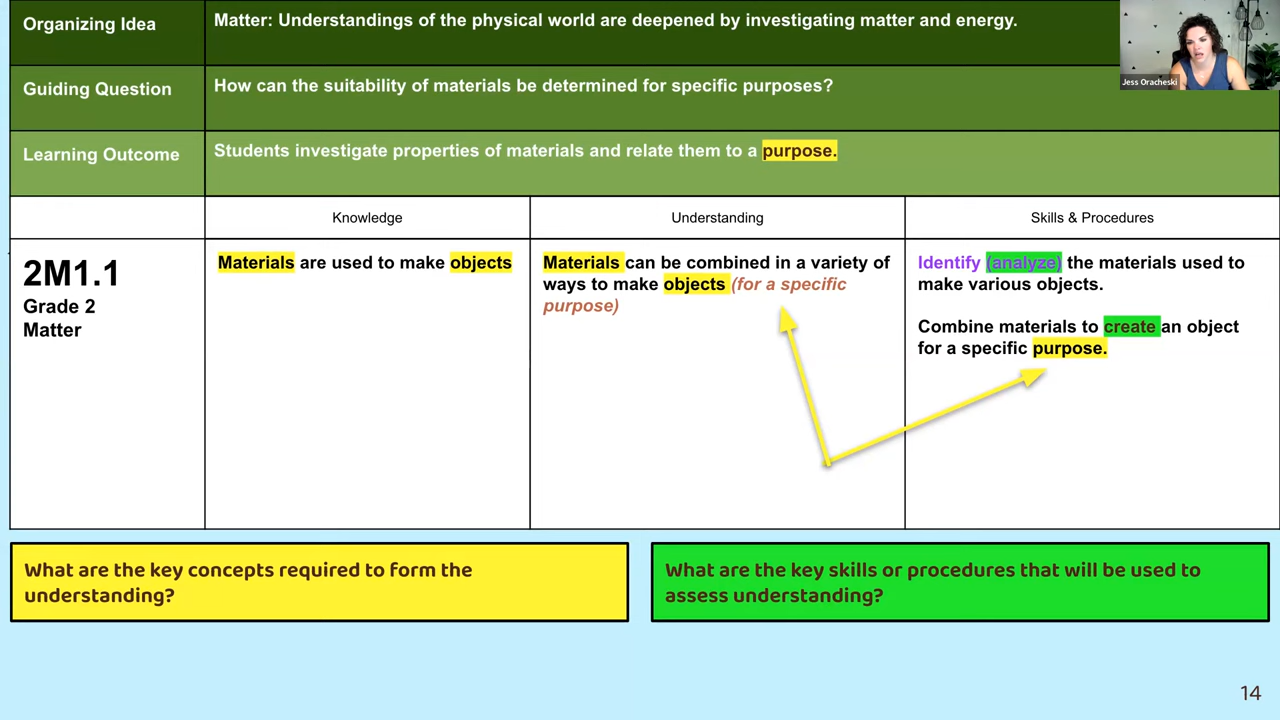 Organizing Idea
Matter: Understandings of the physical world are deepened by investigating matter and energy.
Jess Oracheski
Guiding Question
How can the suitability of materials be determined for specific purposes?
Learning Outcome
Students investigate properties of materials and relate them to a purpose.
Knowledge
Understanding
Skills & Procedures
2M1.1
Grade 2
Matter
Materials are used to make objects
Materials can be combined in a variety of
ways to make objects (for a specific
purpose)
Identify (analyze) the materials used to
make various objects.
Combine materials to create an object
for a specific purpose.
What are the key concepts required to form the
understanding?
What are the key skills or procedures that will be used to
assess understanding?
14